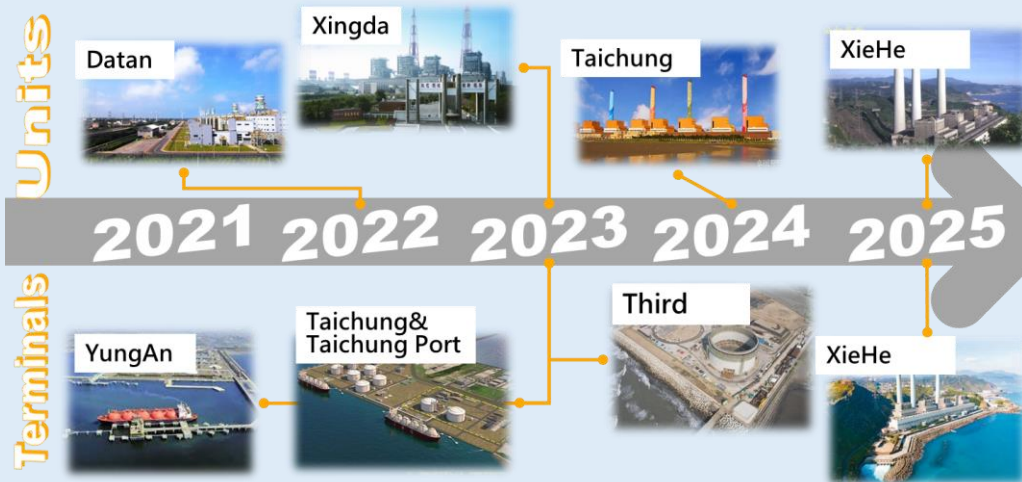 Units
Datan
Xingda
Taichung
XieHe
2021
2022
2023
2024
2025
Terminals
YungAn
Taichung&
Taichung Port
Third
XieHe